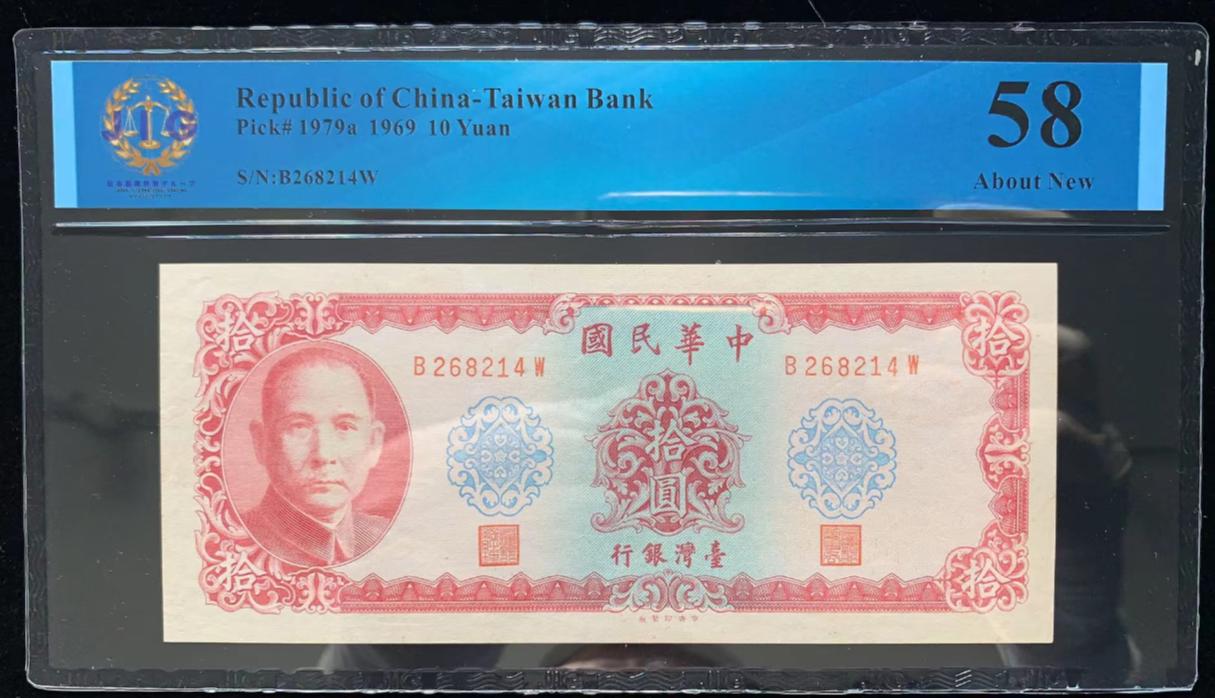 JTG
Republic of China-Taiwan Bank
Pick# 1979a 1969 10 Yuan
S/N:B268214W
58
About New
拾
拾
國民華中
B268214W
B268214W
拾圓
行銀灣臺
拾
拾